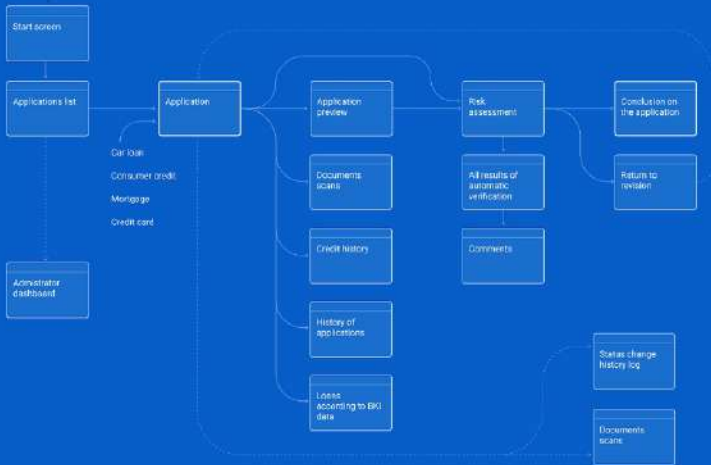 Start screen
Applications list
Application
Application
preview
Risk
assessment
Conclusion on
the application
Car loan
Consumer credit
Mortgage
Credit card
Documents
scans
All results of
automatic
verification
Return to
revision
Credit history
Comments
Admistrator
dashboard
History of
applications
Status change
history log
Loans
according to BKI
data
Documents
scans